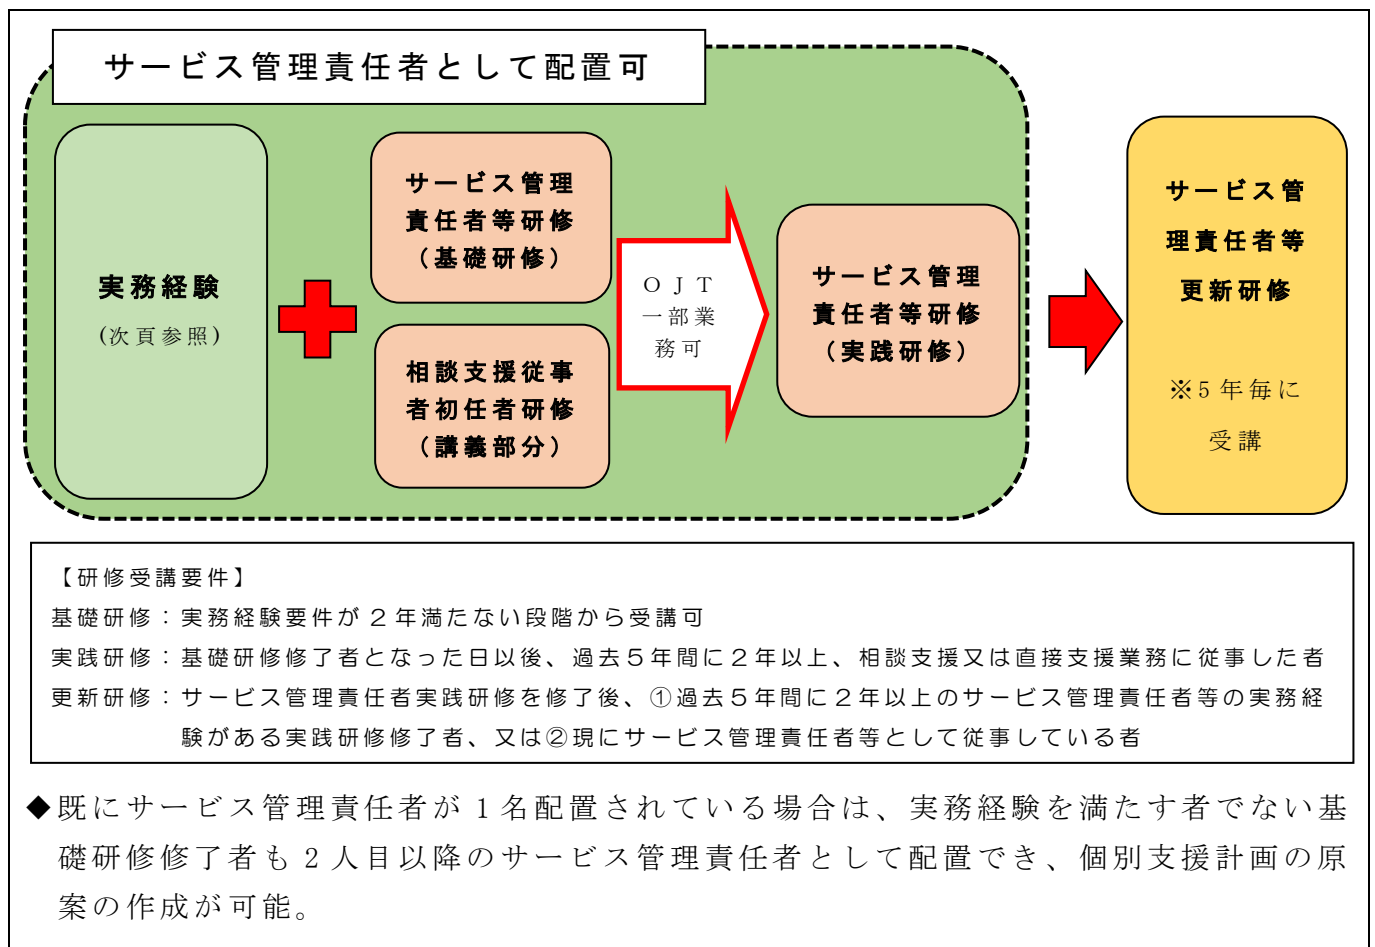 サービス管理責任者として配置可
実務経験
(次頁参照)
サービス管理
責任者等研修
（基礎研修）
相談支援従事
者初任者研修
（講義部分）
ＯＪＴ
一部業
務可
サービス管理
責任者等研修
（実践研修）
サービス管
理責任者等
更新研修
※5年毎に
受講
【研修受講要件】
基礎研修：実務経験要件が２年満たない段階から受講可
実践研修：基礎研修修了者となった日以後、過去５年間に２年以上、相談支援又は直接支援業務に従事した者
更新研修：サービス管理責任者実践研修を修了後、①過去５年間に２年以上のサービス管理責任者等の実務経
験がある実践研修修了者、又は②現にサービス管理責任者等として従事している者
◆既にサービス管理責任者が1名配置されている場合は、実務経験を満たす者でない基
礎研修修了者も2人目以降のサービス管理責任者として配置でき、個別支援計画の原
案の作成が可能。